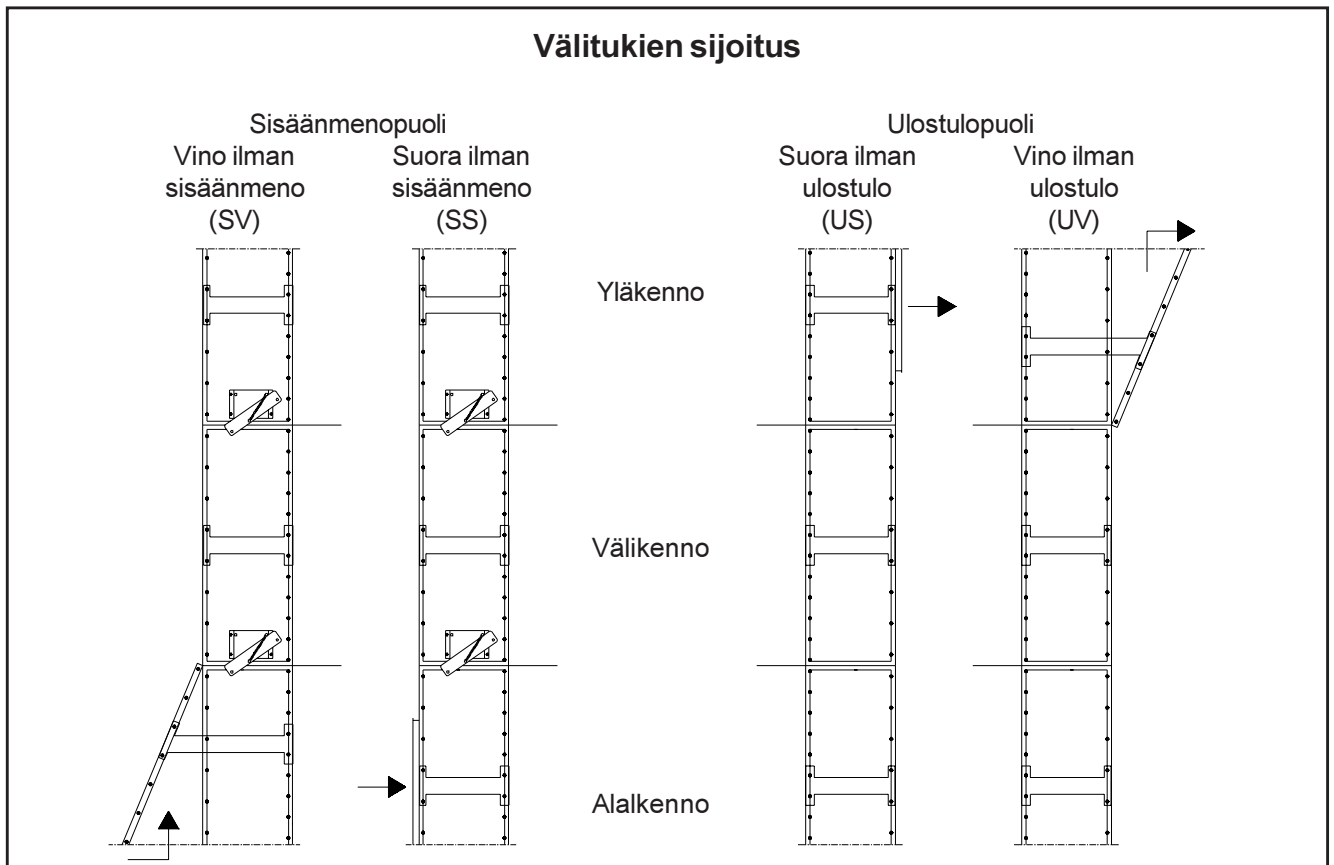 Välitukien sijoitus
Sisäänmenopuoli
Vino ilman
sisäänmeno
(SV)
Suora ilman
sisäänmeno
(SS)
Ulostulopuoli
Suora ilman
ulostulo
(US)
Vino ilman
ulostulo
(UV)
Yläkenno
Välikenno
Alalkenno